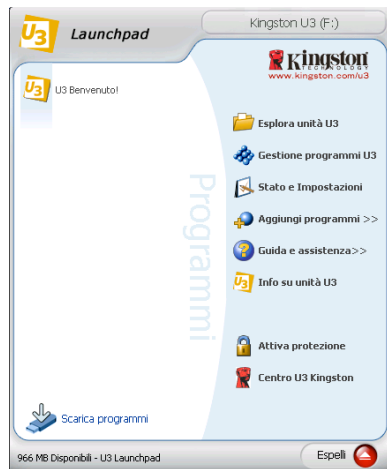 U3 Launchpad
Kingston U3 (F:)
Kingston
TECHNOLOGY
www.kingston.com/u3
U3 U3 Benvenuto!
Esplora unità U3
Gestione programmi U3
Stato e Impostazioni
Aggiungi programmi >>
Guida e assistenza>>
U3 Info su unità U3
Programmi
Attiva protezione
Centro U3 Kingston
Scarica programmi
966 MB Disponibili - U3 Launchpad
Espelli